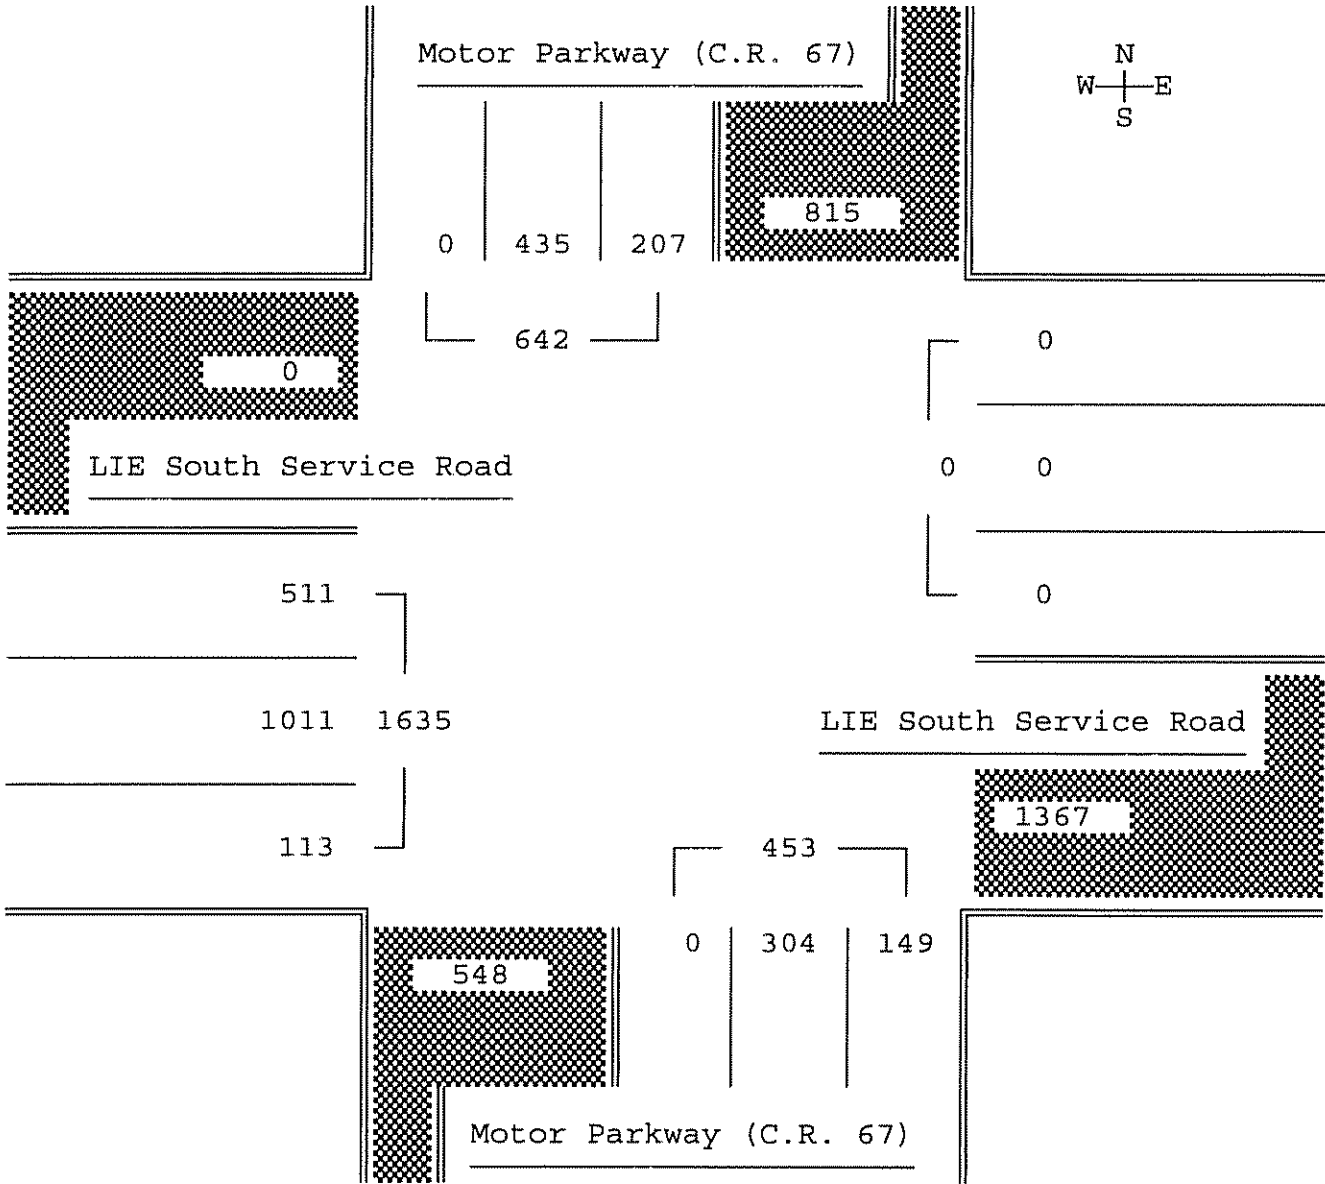 Motor Parkway (C.R. 67)
N
W E
S
815
0 435 207
642
0
0
LIE South Service Road
0 0
511
0
1011 1635
LIE South Service Road
1367
113
453
0 304 149
548
Motor Parkway (C.R. 67)